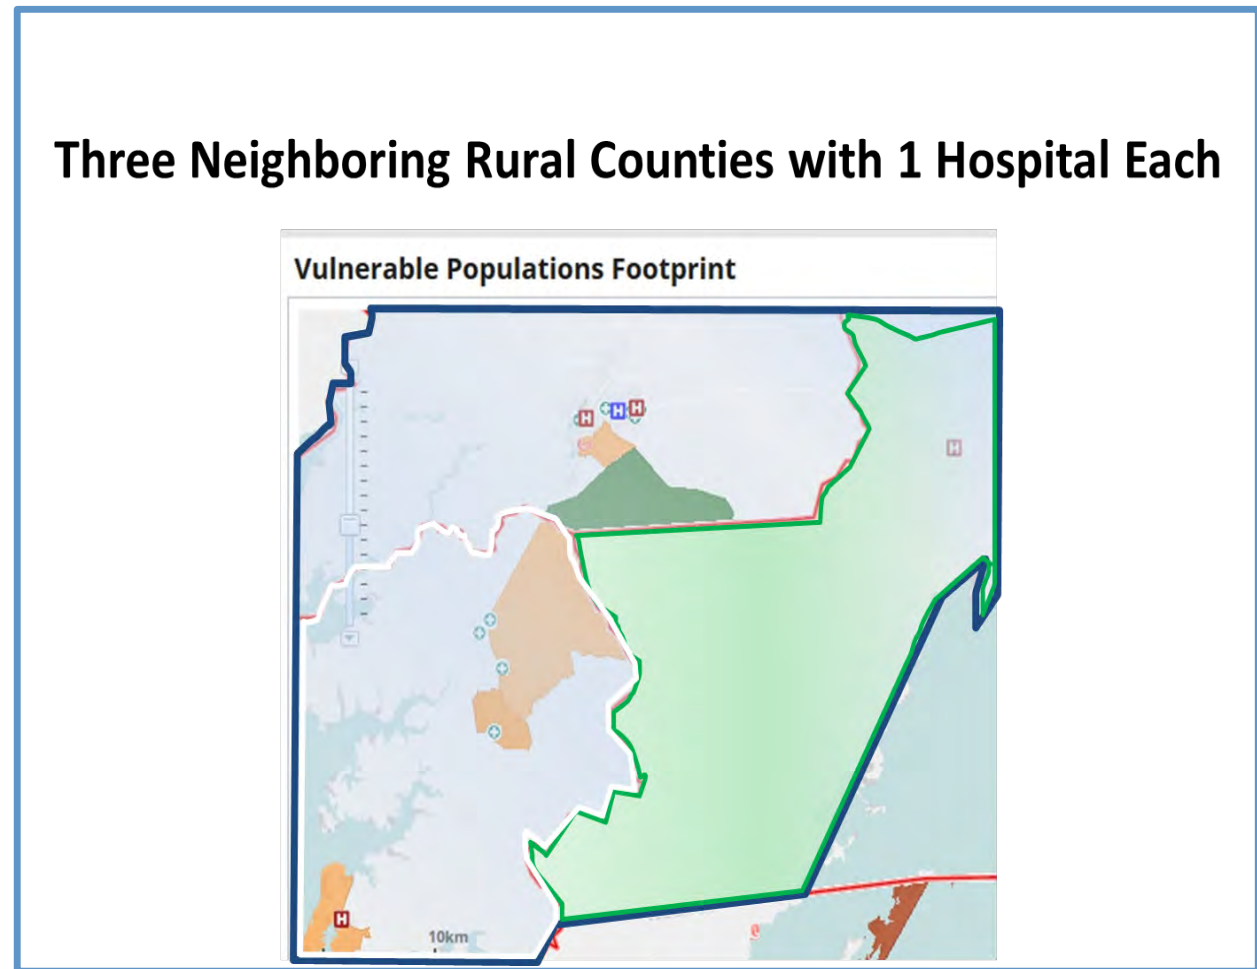 Three Neighboring Rural Counties with 1 Hospital Each
Vulnerable Populations Footprint
H H H
H
H
10km